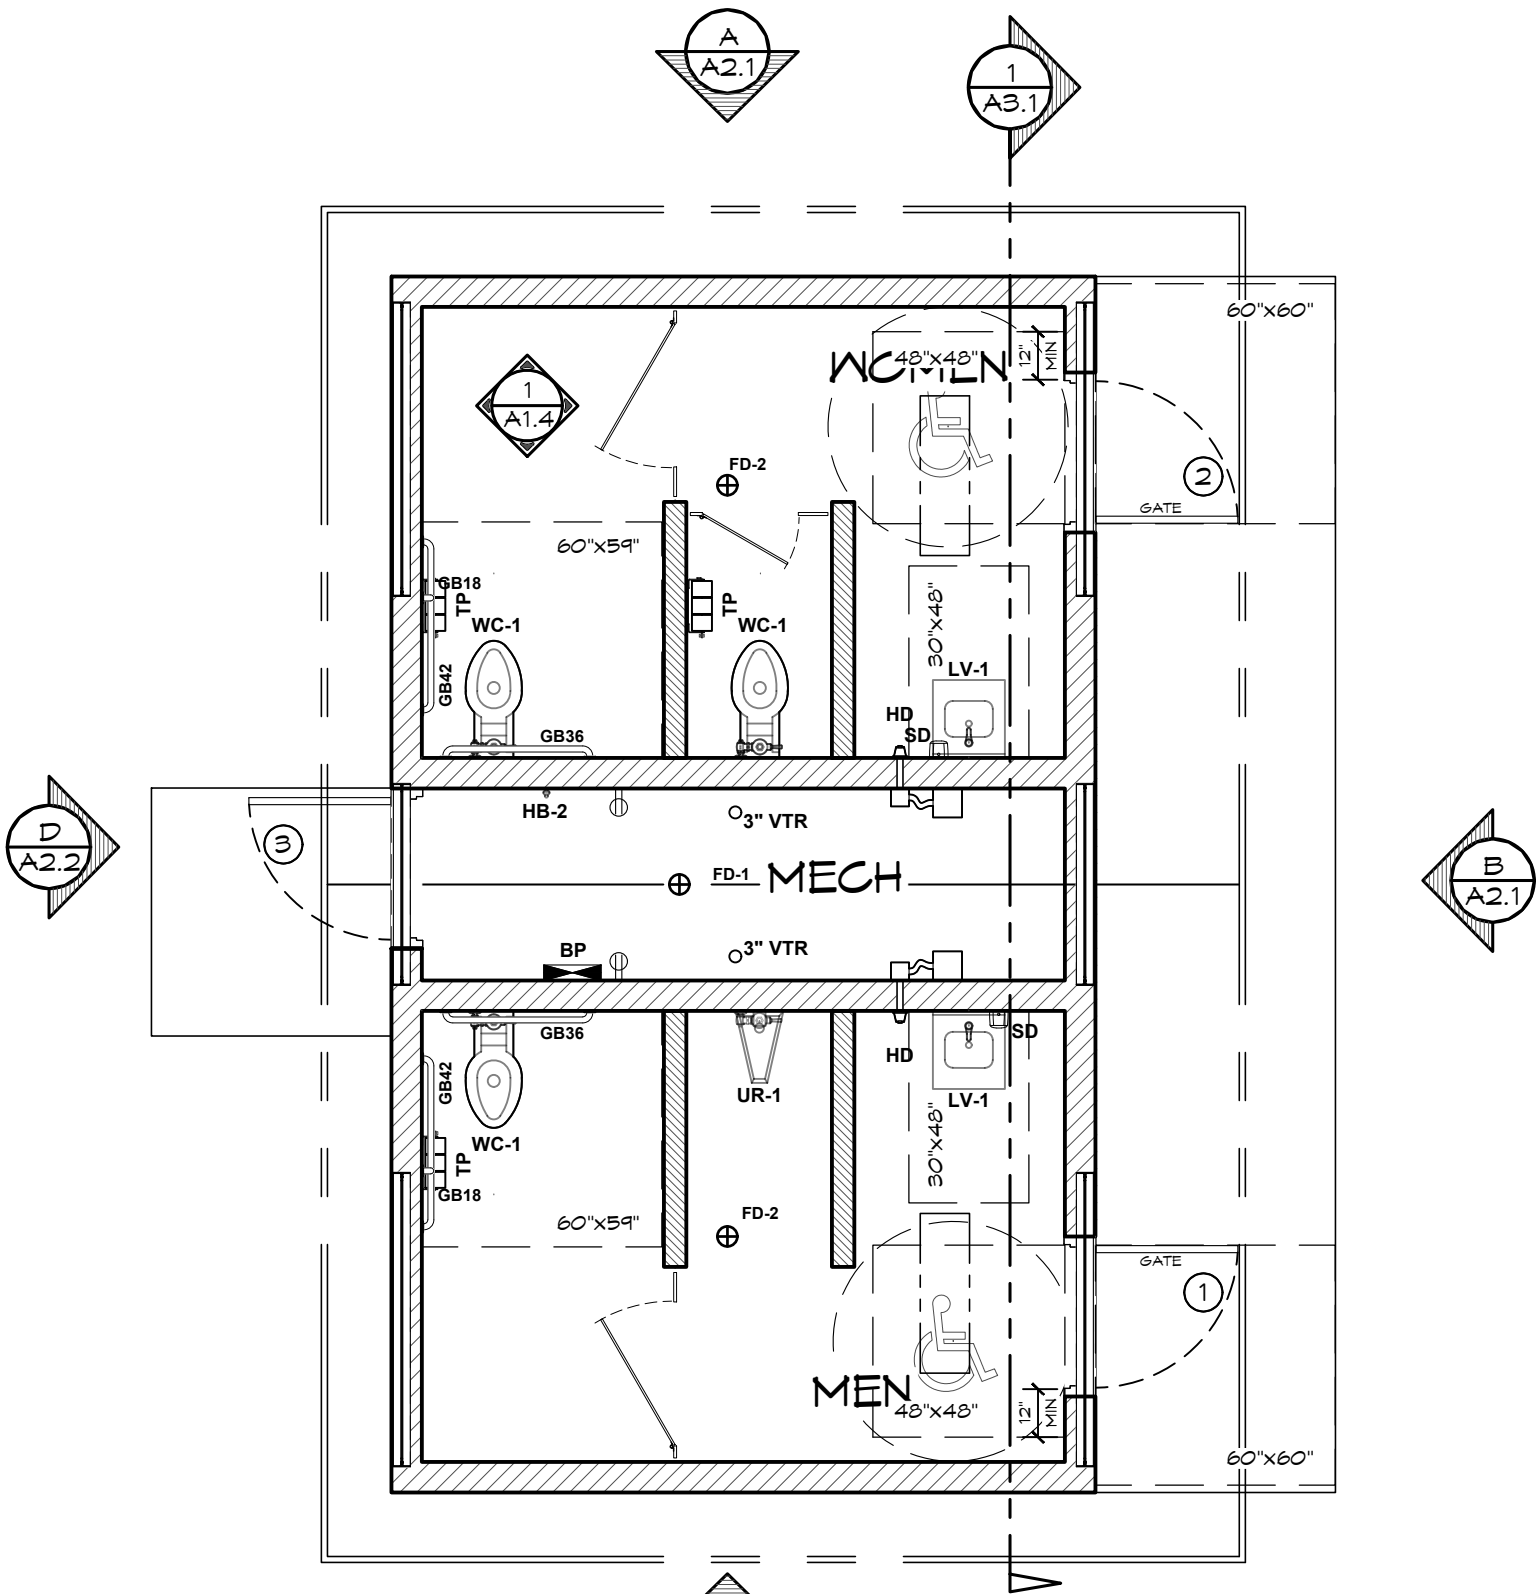 A
A2.1
1
A3.1
60"x60"
WOMEN
48"x48"
12"
MIN
1
A1.4
FD-2
2
GATE
60"x59"
GB18
TP
TP
WC-1
WC-1
30"x48"
GB42
LV-1
HD
SD
GB36
HB-2
3" VTR
D
A2.2
3
FD-1
MECH
B
A2.1
BP
3" VTR
GB36
SD
HD
GB42
UR-1
LV-1
WC-1
TP
GB18
30"x48"
60"x59"
FD-2
GATE
1
MEN
48"x48"
12"
MIN
60"x60"